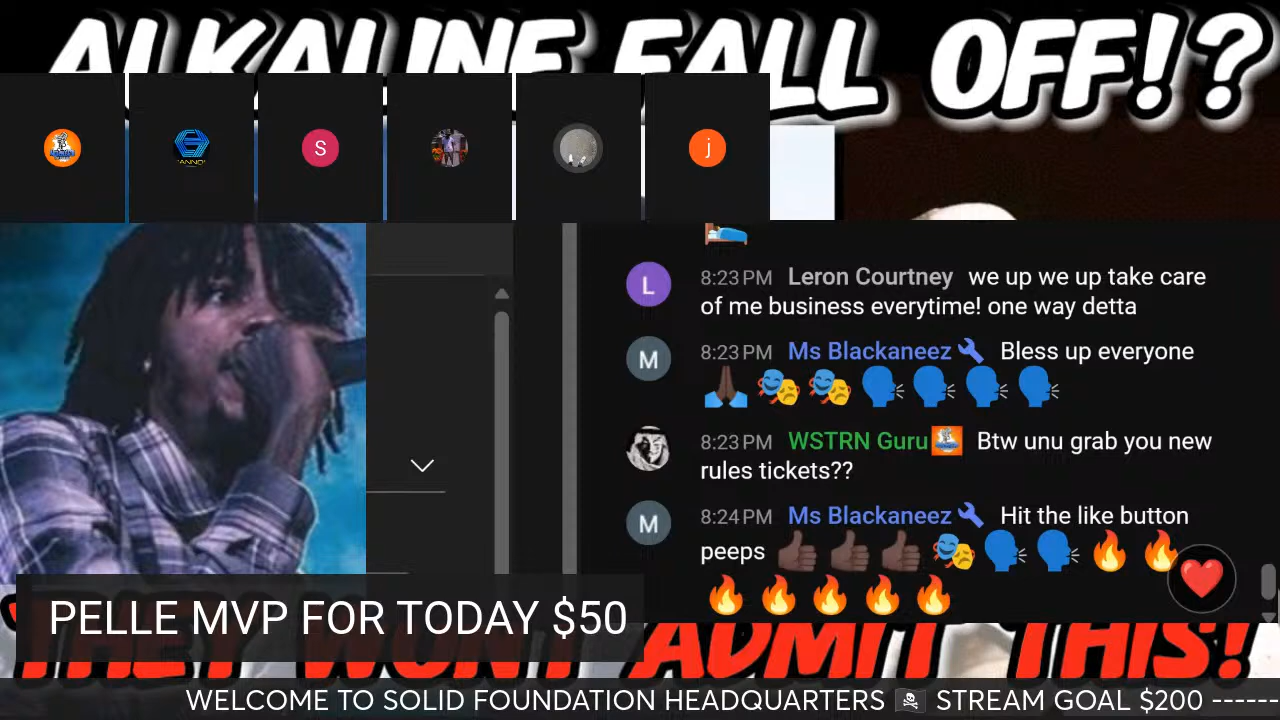 ALKALINE FALL OFF!?
S
j
L
8:23 PM Leron Courtney we up we up take care
of me business everytime! one way detta
M
8:23 PM Ms Blackaneez Bless up everyone
🙏🏿🎭🎭🗣️🗣️🗣️🗣️
8:23 PM WSTRN Guru Btw unu grab you new
rules tickets??
M
8:24 PM Ms Blackaneez Hit the like button
peeps 👍🏿👍🏿👍🏿🎭🗣️🗣️🔥🔥
🔥🔥🔥🔥🔥
PELLE MVP FOR TODAY $50
THEY WONT ADMIT THIS!
WELCOME TO SOLID FOUNDATION HEADQUARTERS 🏴‍☠️ STREAM GOAL $200 ------